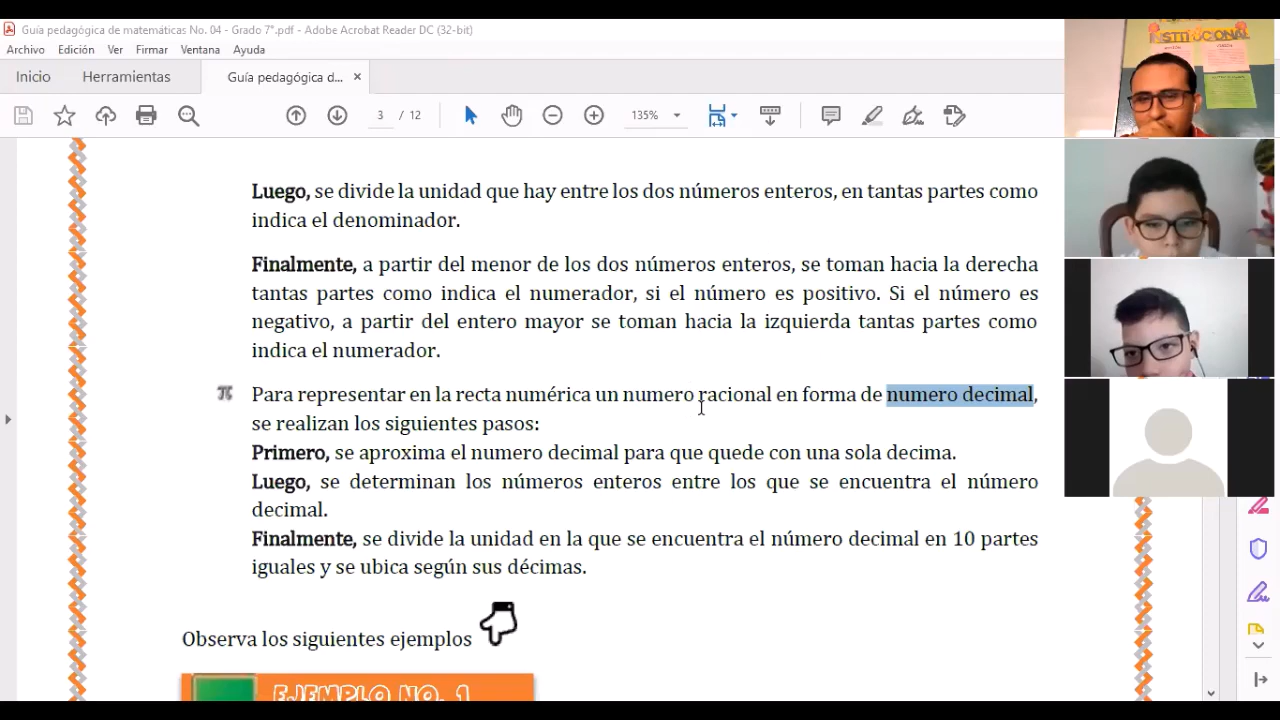 Guía pedagógica de matemáticas No. 04 - Grado 7°.pdf - Adobe Acrobat Reader DC (32-bit)
Archivo Edición Ver Firmar Ventana Ayuda
Inicio Herramientas Guía pedagógica d... ×
3 / 12 135%
Luego, se divide la unidad que hay entre los dos números enteros, en tantas partes como
indica el denominador.
Finalmente, a partir del menor de los dos números enteros, se toman hacia la derecha
tantas partes como indica el numerador, si el número es positivo. Si el número es
negativo, a partir del entero mayor se toman hacia la izquierda tantas partes como
indica el numerador.
π Para representar en la recta numérica un numero racional en forma de numero decimal,
se realizan los siguientes pasos:
Primero, se aproxima el numero decimal para que quede con una sola decima.
Luego, se determinan los números enteros entre los que se encuentra el número
decimal.
Finalmente, se divide la unidad en la que se encuentra el número decimal en 10 partes
iguales y se ubica según sus décimas.
Observa los siguientes ejemplos
EJEMPLO NO. 1
INSTITUCIONAL